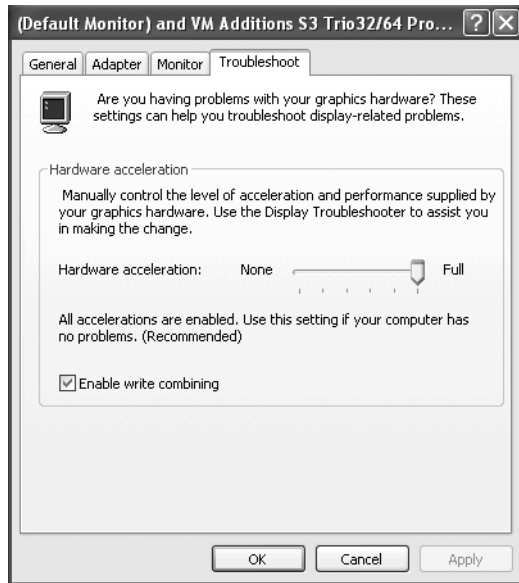 (Default Monitor) and VM Additions S3 Trio32/64 Pro...
General Adapter Monitor Troubleshoot
Are you having problems with your graphics hardware? These
settings can help you troubleshoot display-related problems.
Hardware acceleration
Manually control the level of acceleration and performance supplied by
your graphics hardware. Use the Display Troubleshooter to assist you
in making the change.
Hardware acceleration: None Full
All accelerations are enabled. Use this setting if your computer has
no problems. (Recommended)
Enable write combining
OK Cancel Apply